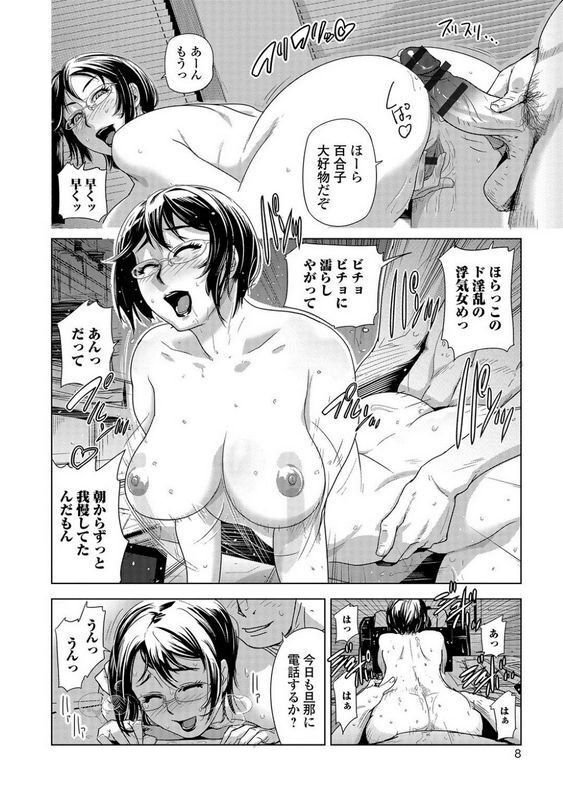 ズリズリ…
ほーら
百合子
大好物だぞ
ぱっ
あーん
もうっ
早くッ
早くッ
ほらっこの
ド淫乱の
浮気女めっ
ビチョ
ビチョに
濡らし
やがって
あんっ
だって
朝からずっと
我慢してた
んだもん
あっ
はっ
はぁ
はぁ
今日も旦那に
電話するか?
うんっ
うんっ
8